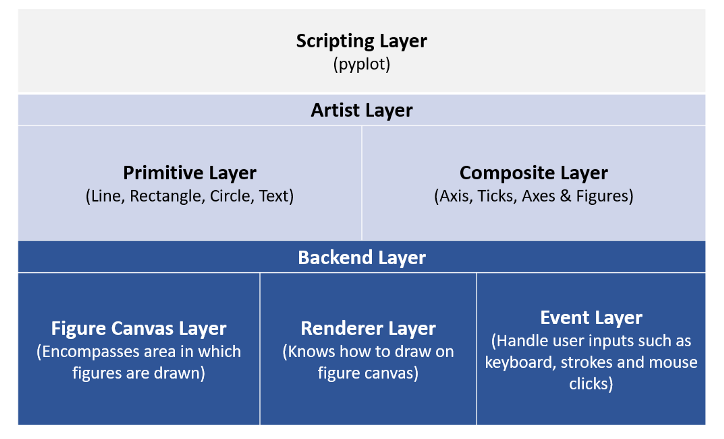 Scripting Layer
(pyplot)
Artist Layer
Primitive Layer
(Line, Rectangle, Circle, Text)
Composite Layer
(Axis, Ticks, Axes & Figures)
Backend Layer
Figure Canvas Layer
(Encompasses area in which
figures are drawn)
Renderer Layer
(Knows how to draw on
figure canvas)
Event Layer
(Handle user inputs such as
keyboard, strokes and mouse
clicks)